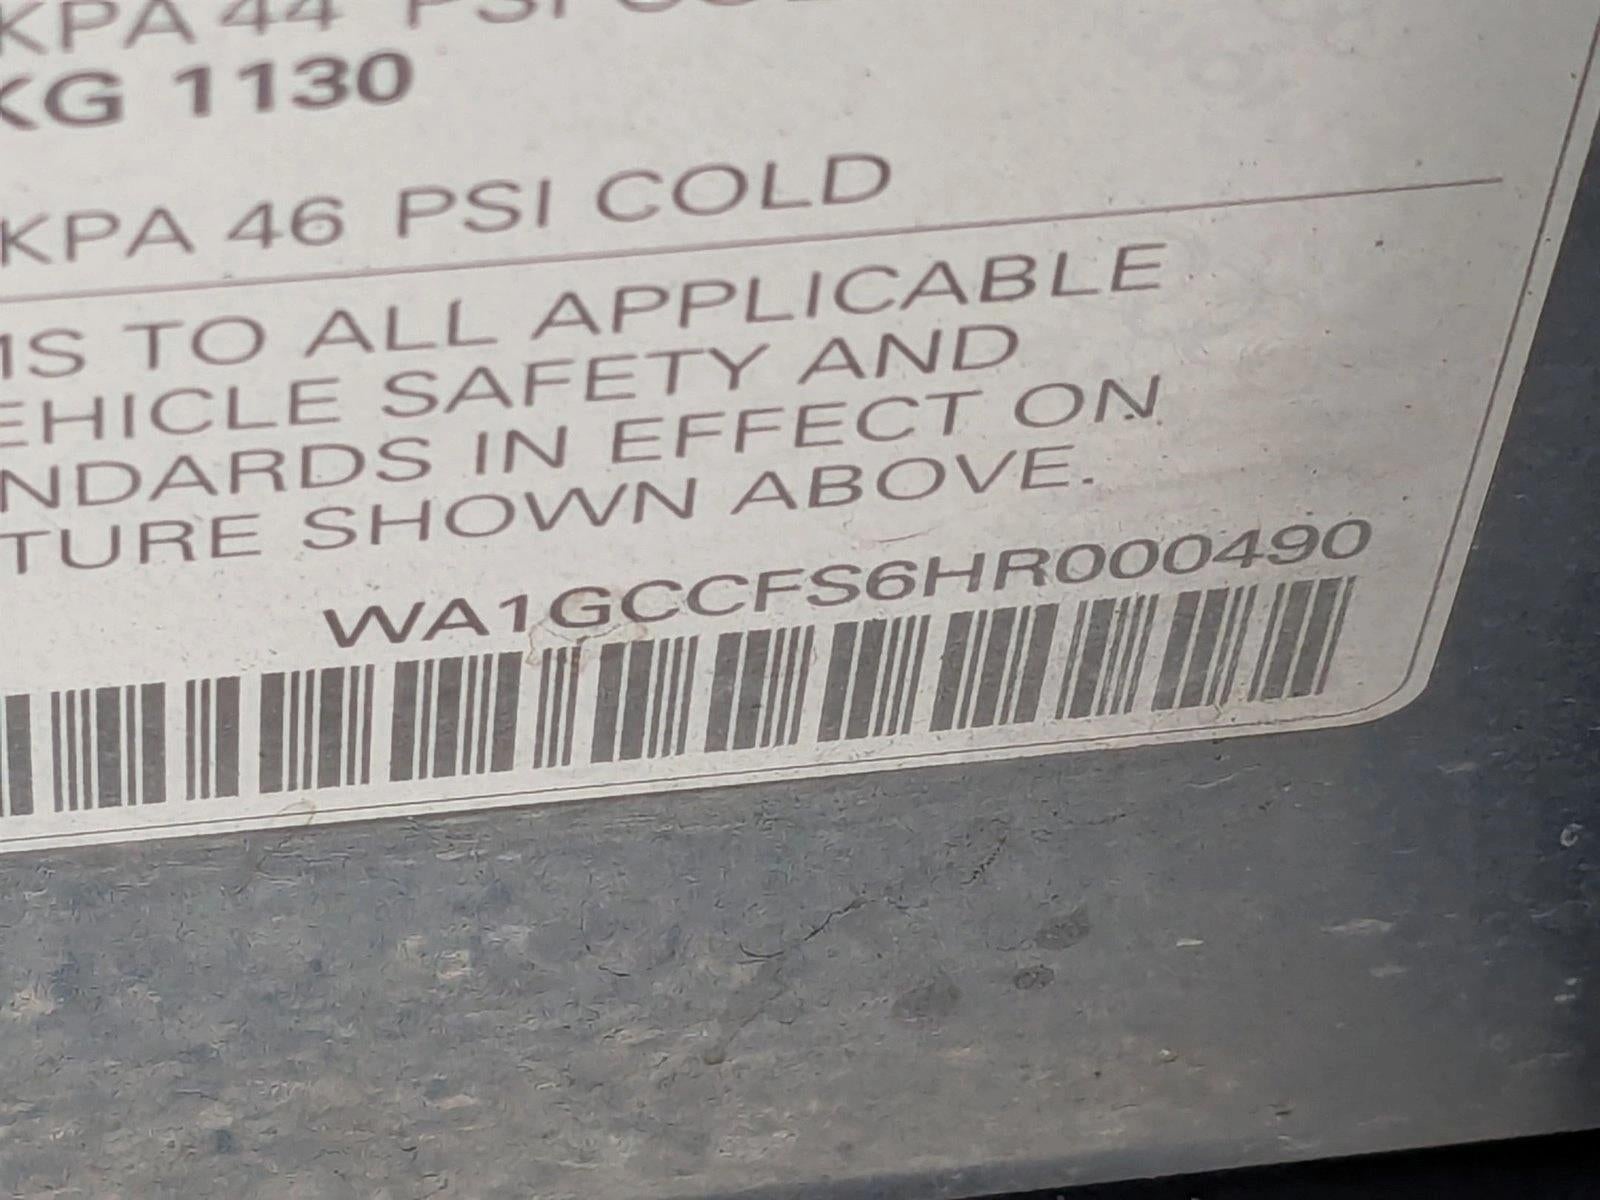 KPA 44 PSI COLD
KG 1130
KPA 46 PSI COLD
MS TO ALL APPLICABLE
EHICLE SAFETY AND
NDARDS IN EFFECT ON
TURE SHOWN ABOVE.
WA1GCCFS6HR000490